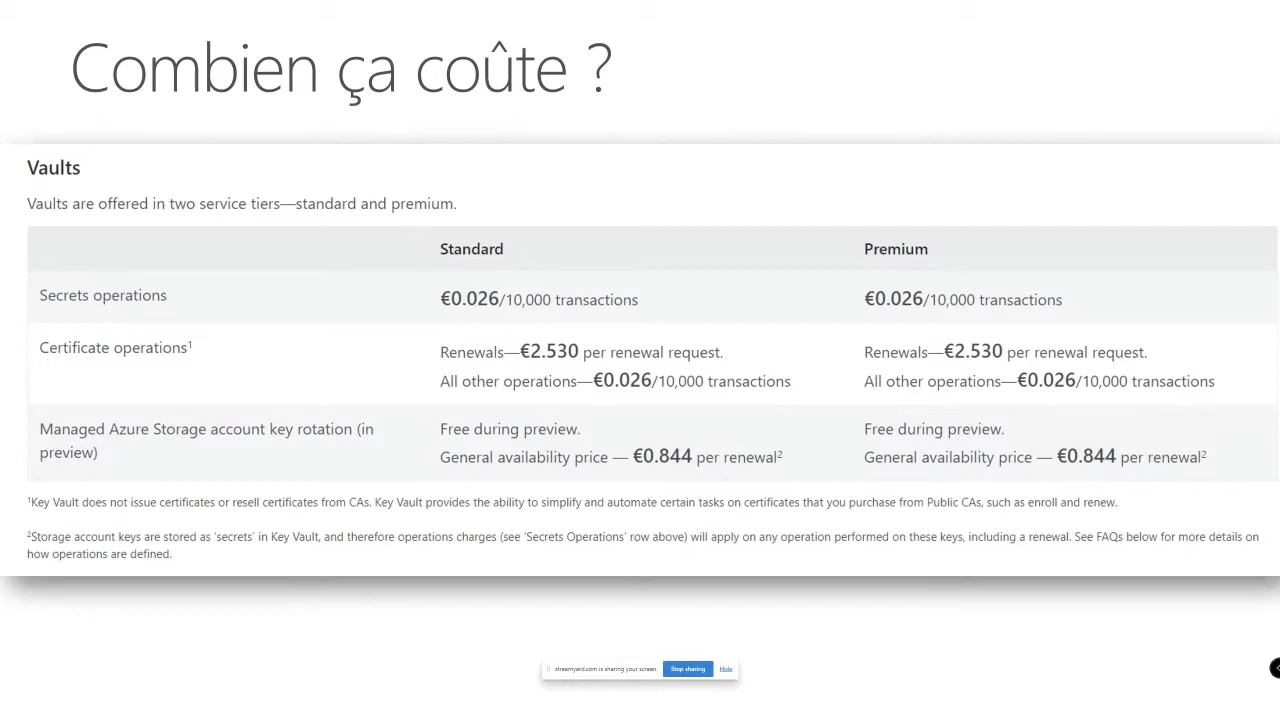 Combien ça coûte ?
Vaults
Vaults are offered in two service tiers—standard and premium.
Standard Premium
Secrets operations €0.026/10,000 transactions €0.026/10,000 transactions
Certificate operations¹ Renewals—€2.530 per renewal request. Renewals—€2.530 per renewal request.
All other operations—€0.026/10,000 transactions All other operations—€0.026/10,000 transactions
Managed Azure Storage account key rotation (in Free during preview. Free during preview.
preview) General availability price — €0.844 per renewal² General availability price — €0.844 per renewal²
¹Key Vault does not issue certificates or resell certificates from CAs. Key Vault provides the ability to simplify and automate certain tasks on certificates that you purchase from Public CAs, such as enroll and renew.
²Storage account keys are stored as ‘secrets’ in Key Vault, and therefore operations charges (see ‘Secrets Operations’ row above) will apply on any operation performed on these keys, including a renewal. See FAQs below for more details on
how operations are defined.
streamyard.com is sharing your screen. Stop sharing Hide